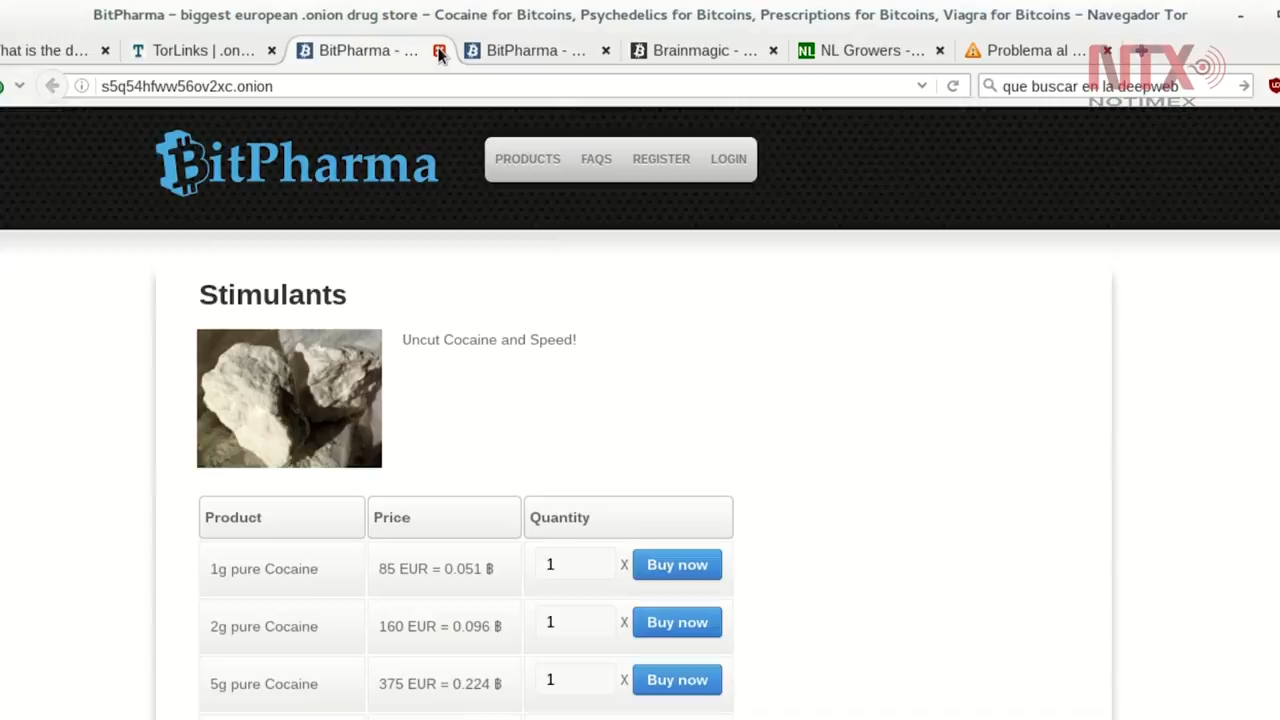 BitPharma – biggest european .onion drug store – Cocaine for Bitcoins, Psychedelics for Bitcoins, Prescriptions for Bitcoins, Viagra for Bitcoins – Navegador Tor
hat is the d... TorLinks | .on... BitPharma - ... BitPharma - ... Brainmagic - ... NL NL Growers -... Problema al ...
s5q54hfww56ov2xc.onion que buscar en la deepweb
NTX
NOTIMEX
BitPharma PRODUCTS FAQS REGISTER LOGIN
Stimulants
Uncut Cocaine and Speed!
Product Price Quantity
1g pure Cocaine 85 EUR = 0.051 ฿ 1 X Buy now
2g pure Cocaine 160 EUR = 0.096 ฿ 1 X Buy now
5g pure Cocaine 375 EUR = 0.224 ฿ 1 X Buy now